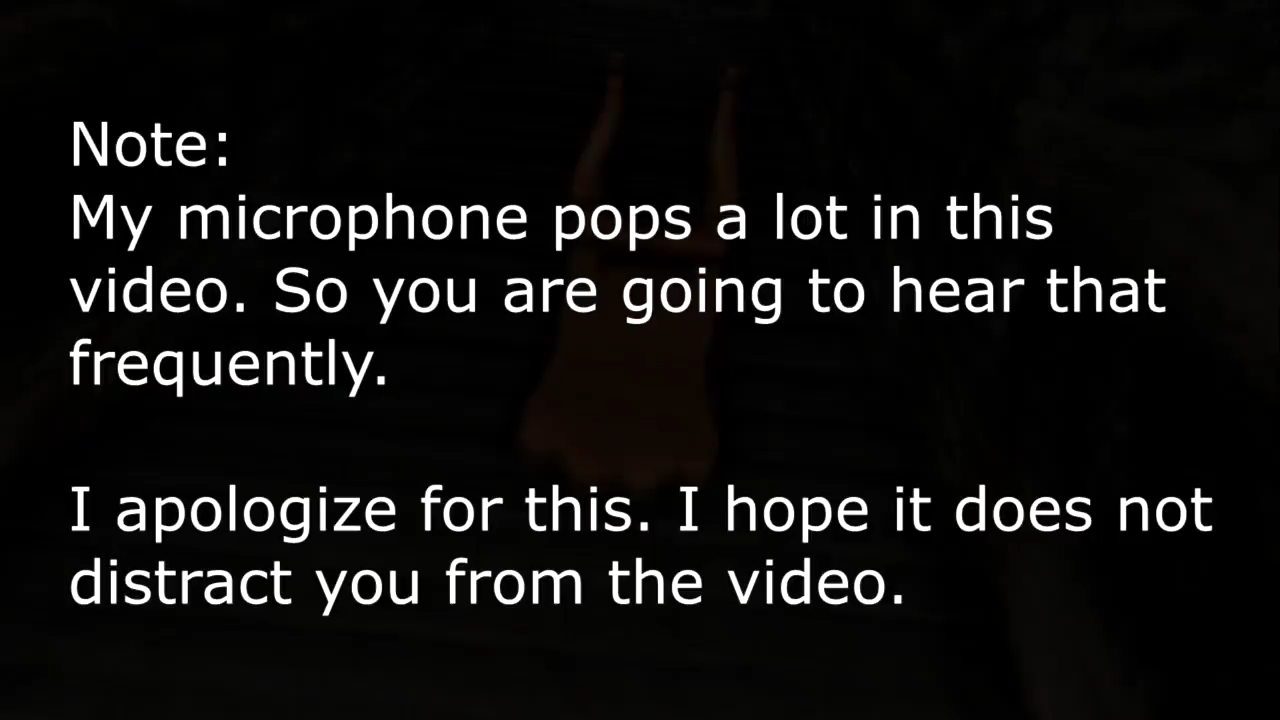 Note:
My microphone pops a lot in this
video. So you are going to hear that
frequently.
I apologize for this. I hope it does not
distract you from the video.